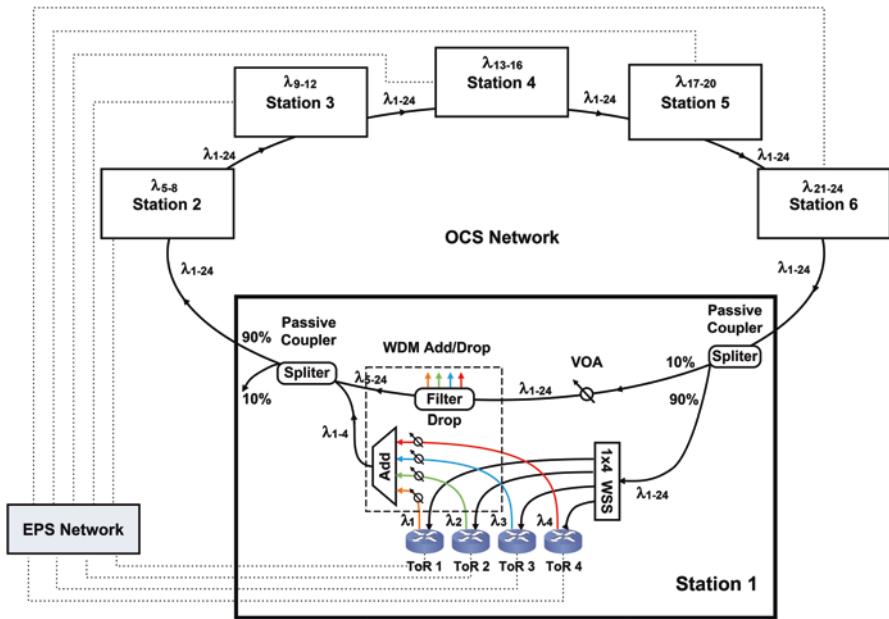 λ13-16
Station 4
λ9-12
Station 3
λ17-20
Station 5
λ1-24
λ1-24
λ1-24
λ1-24
λ5-8
Station 2
λ21-24
Station 6
OCS Network
λ1-24
λ1-24
Passive
Coupler
Spliter
90%
10%
WDM Add/Drop
λ5-24
Filter
Drop
λ1-24
VOA
10%
Passive
Coupler
Spliter
90%
λ1-4
Add
1x4 WSS
λ1-24
λ1
λ2
λ3
λ4
EPS Network
ToR 1
ToR 2
ToR 3
ToR 4
Station 1